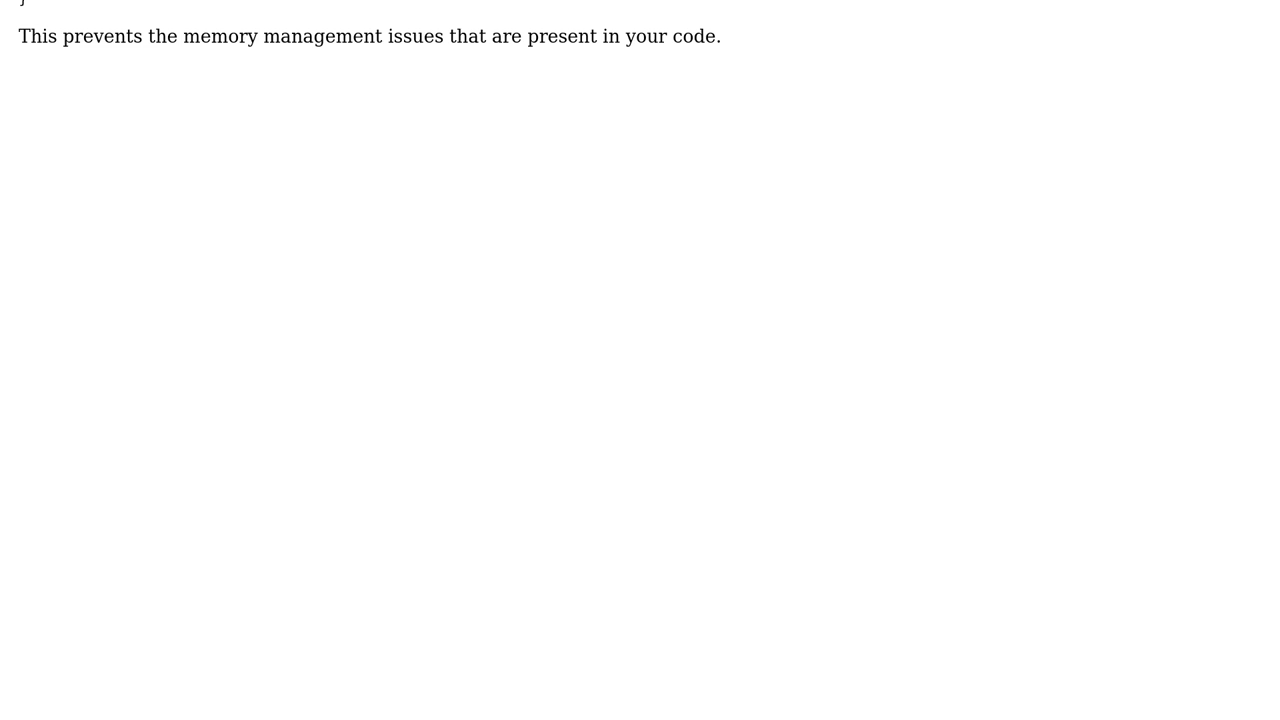 }
This prevents the memory management issues that are present in your code.